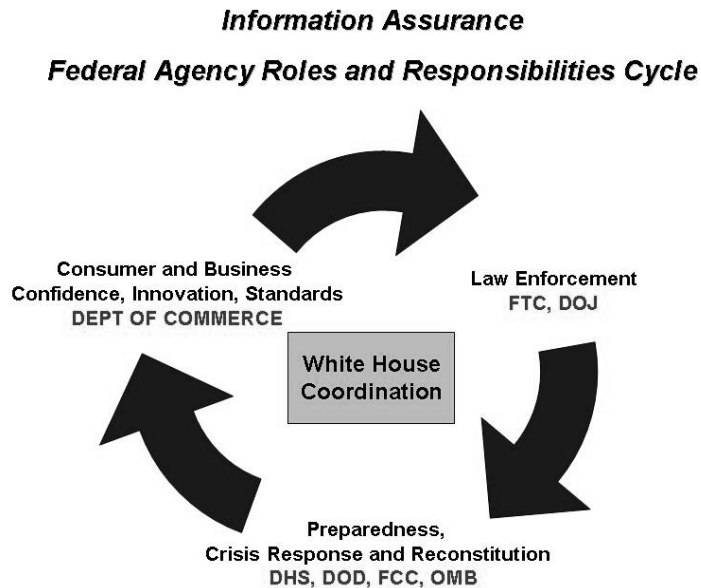 Information Assurance
Federal Agency Roles and Responsibilities Cycle
Consumer and Business
Confidence, Innovation, Standards
DEPT OF COMMERCE
Law Enforcement
FTC, DOJ
White House
Coordination
Preparedness,
Crisis Response and Reconstitution
DHS, DOD, FCC, OMB